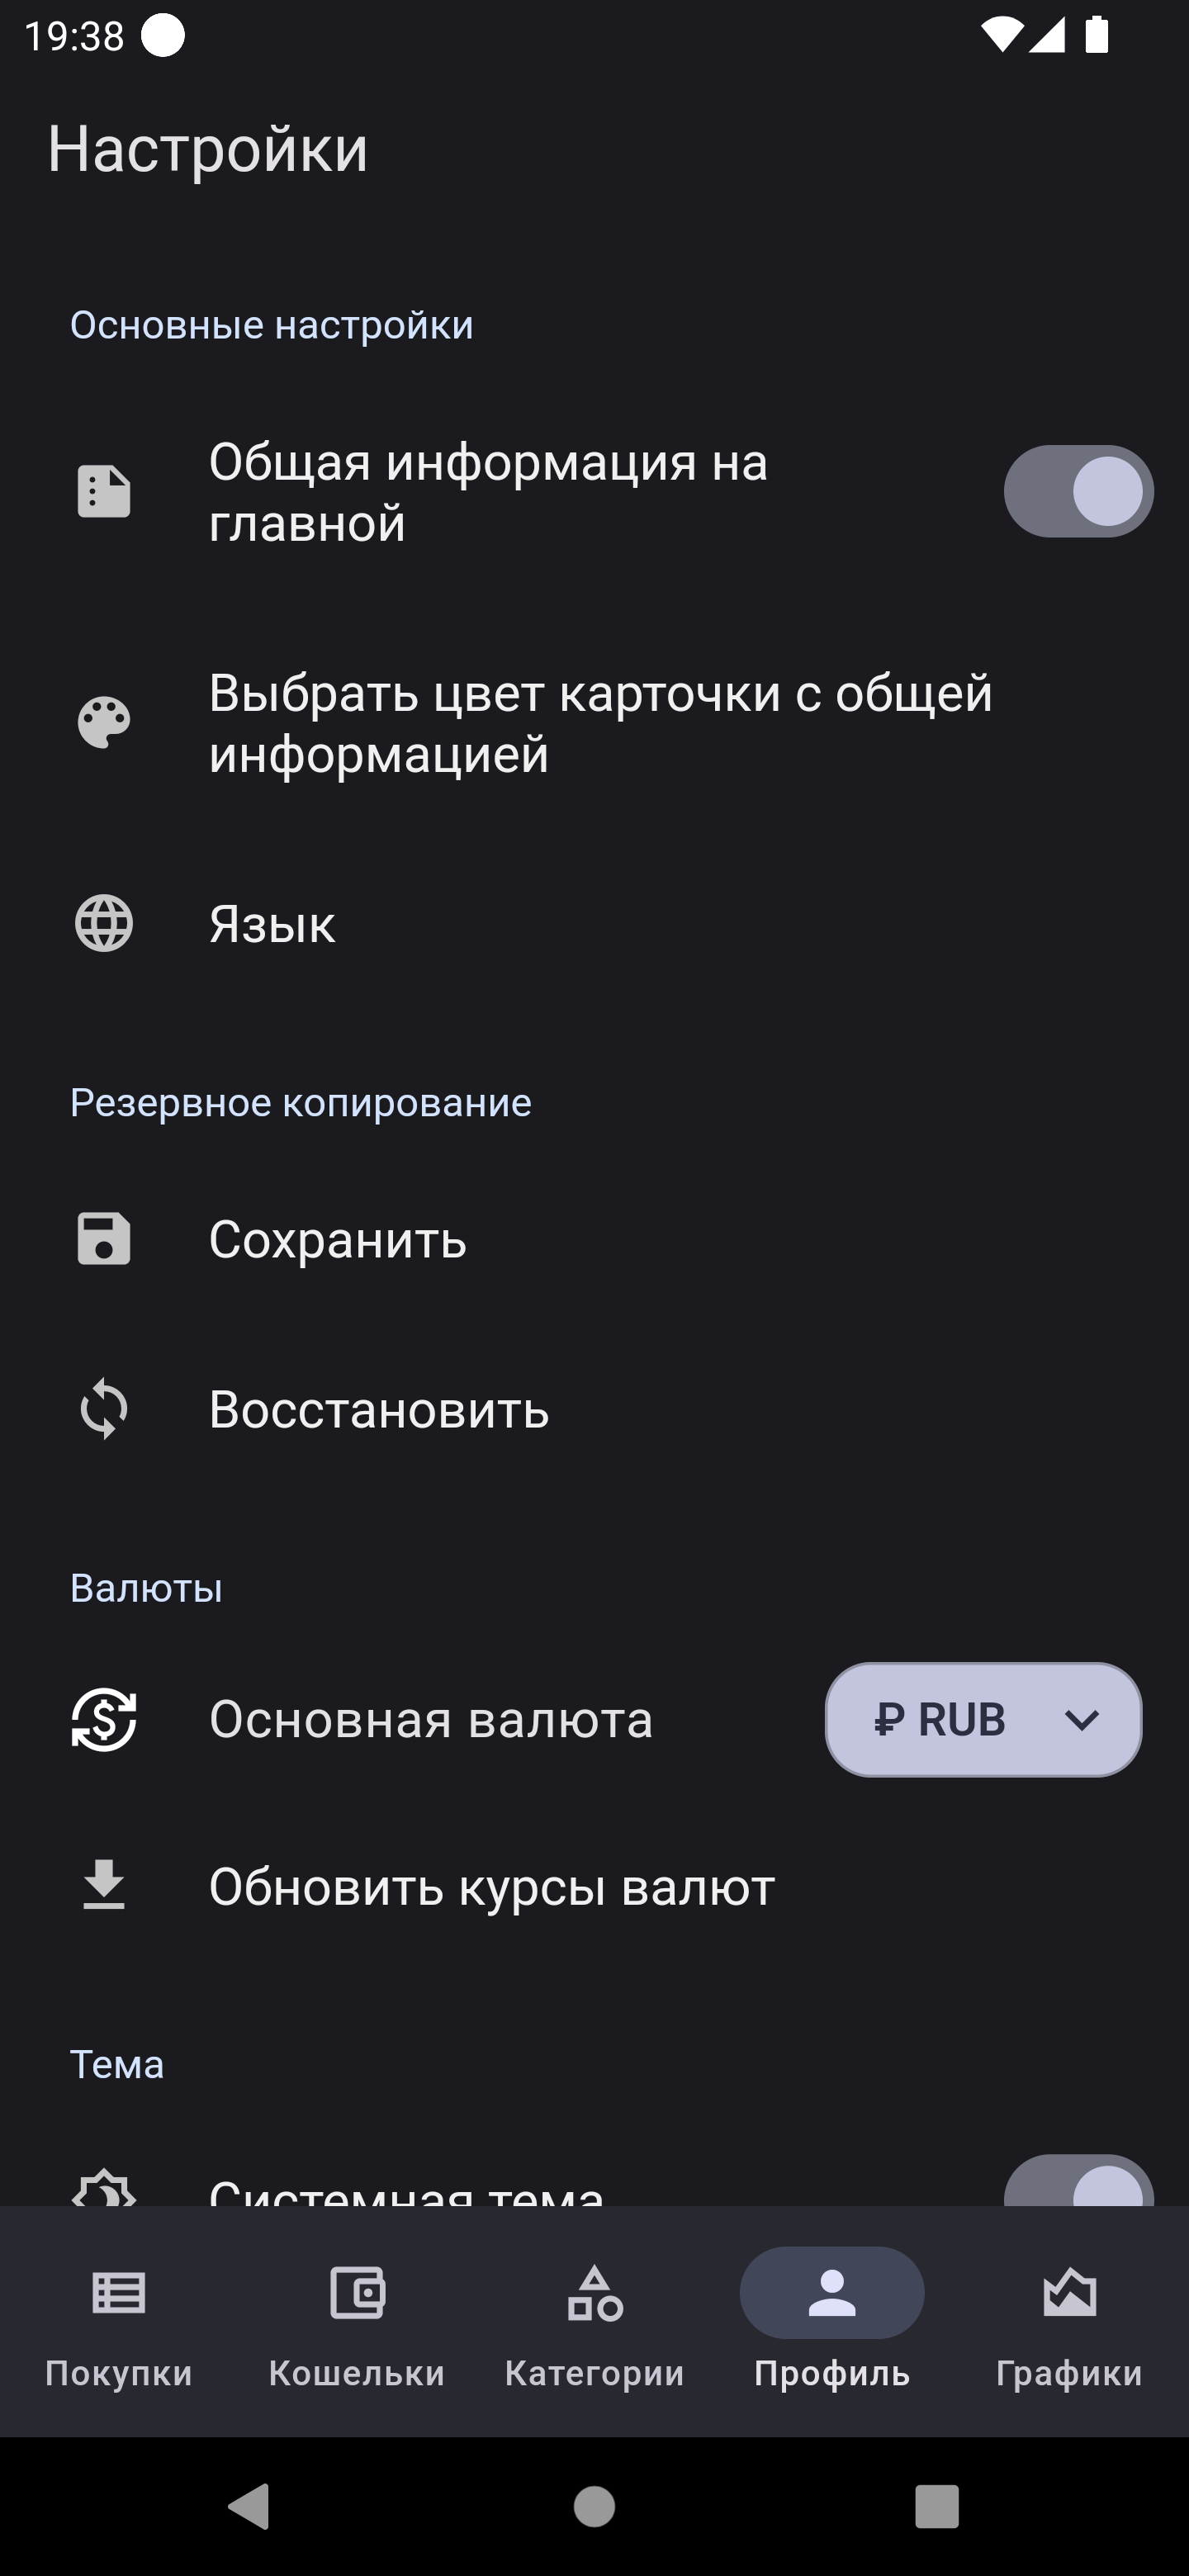 19:38
Настройки
Основные настройки
Общая информация на
главной
Выбрать цвет карточки с общей
информацией
Язык
Резервное копирование
Сохранить
Восстановить
Валюты
Основная валюта
₽ RUB
Обновить курсы валют
Тема
Системная тема
Покупки
Кошельки
Категории
Профиль
Графики